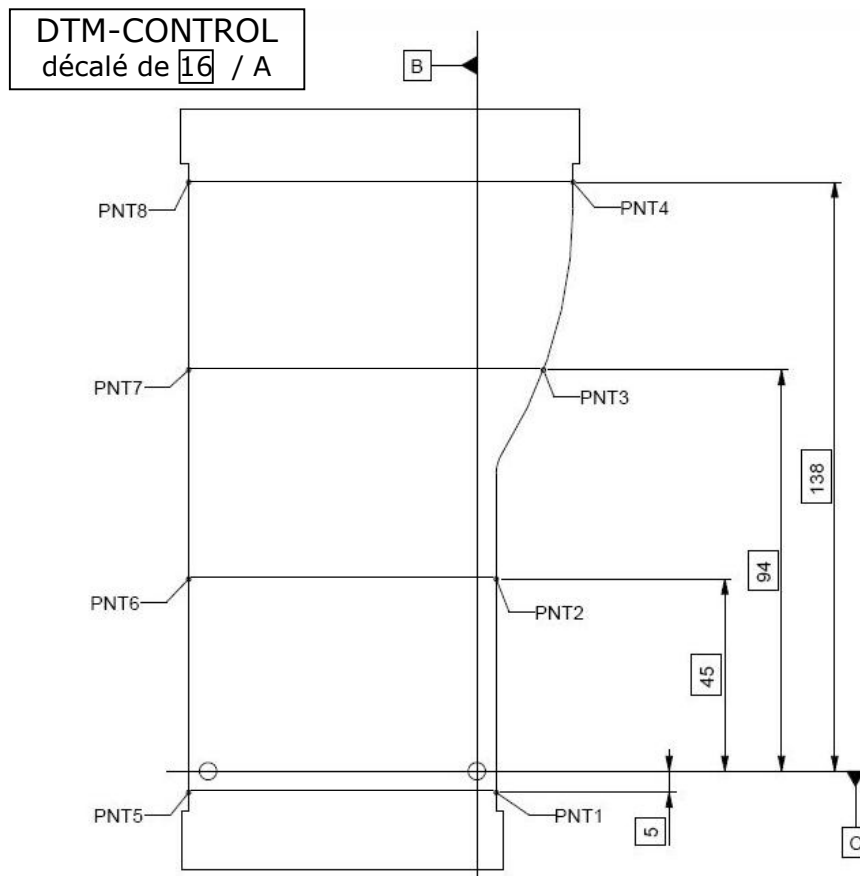 DTM-CONTROL
décalé de 16 / A
B
PNT8
PNT4
PNT7
PNT3
138
94
PNT6
PNT2
45
PNT5
PNT1
5